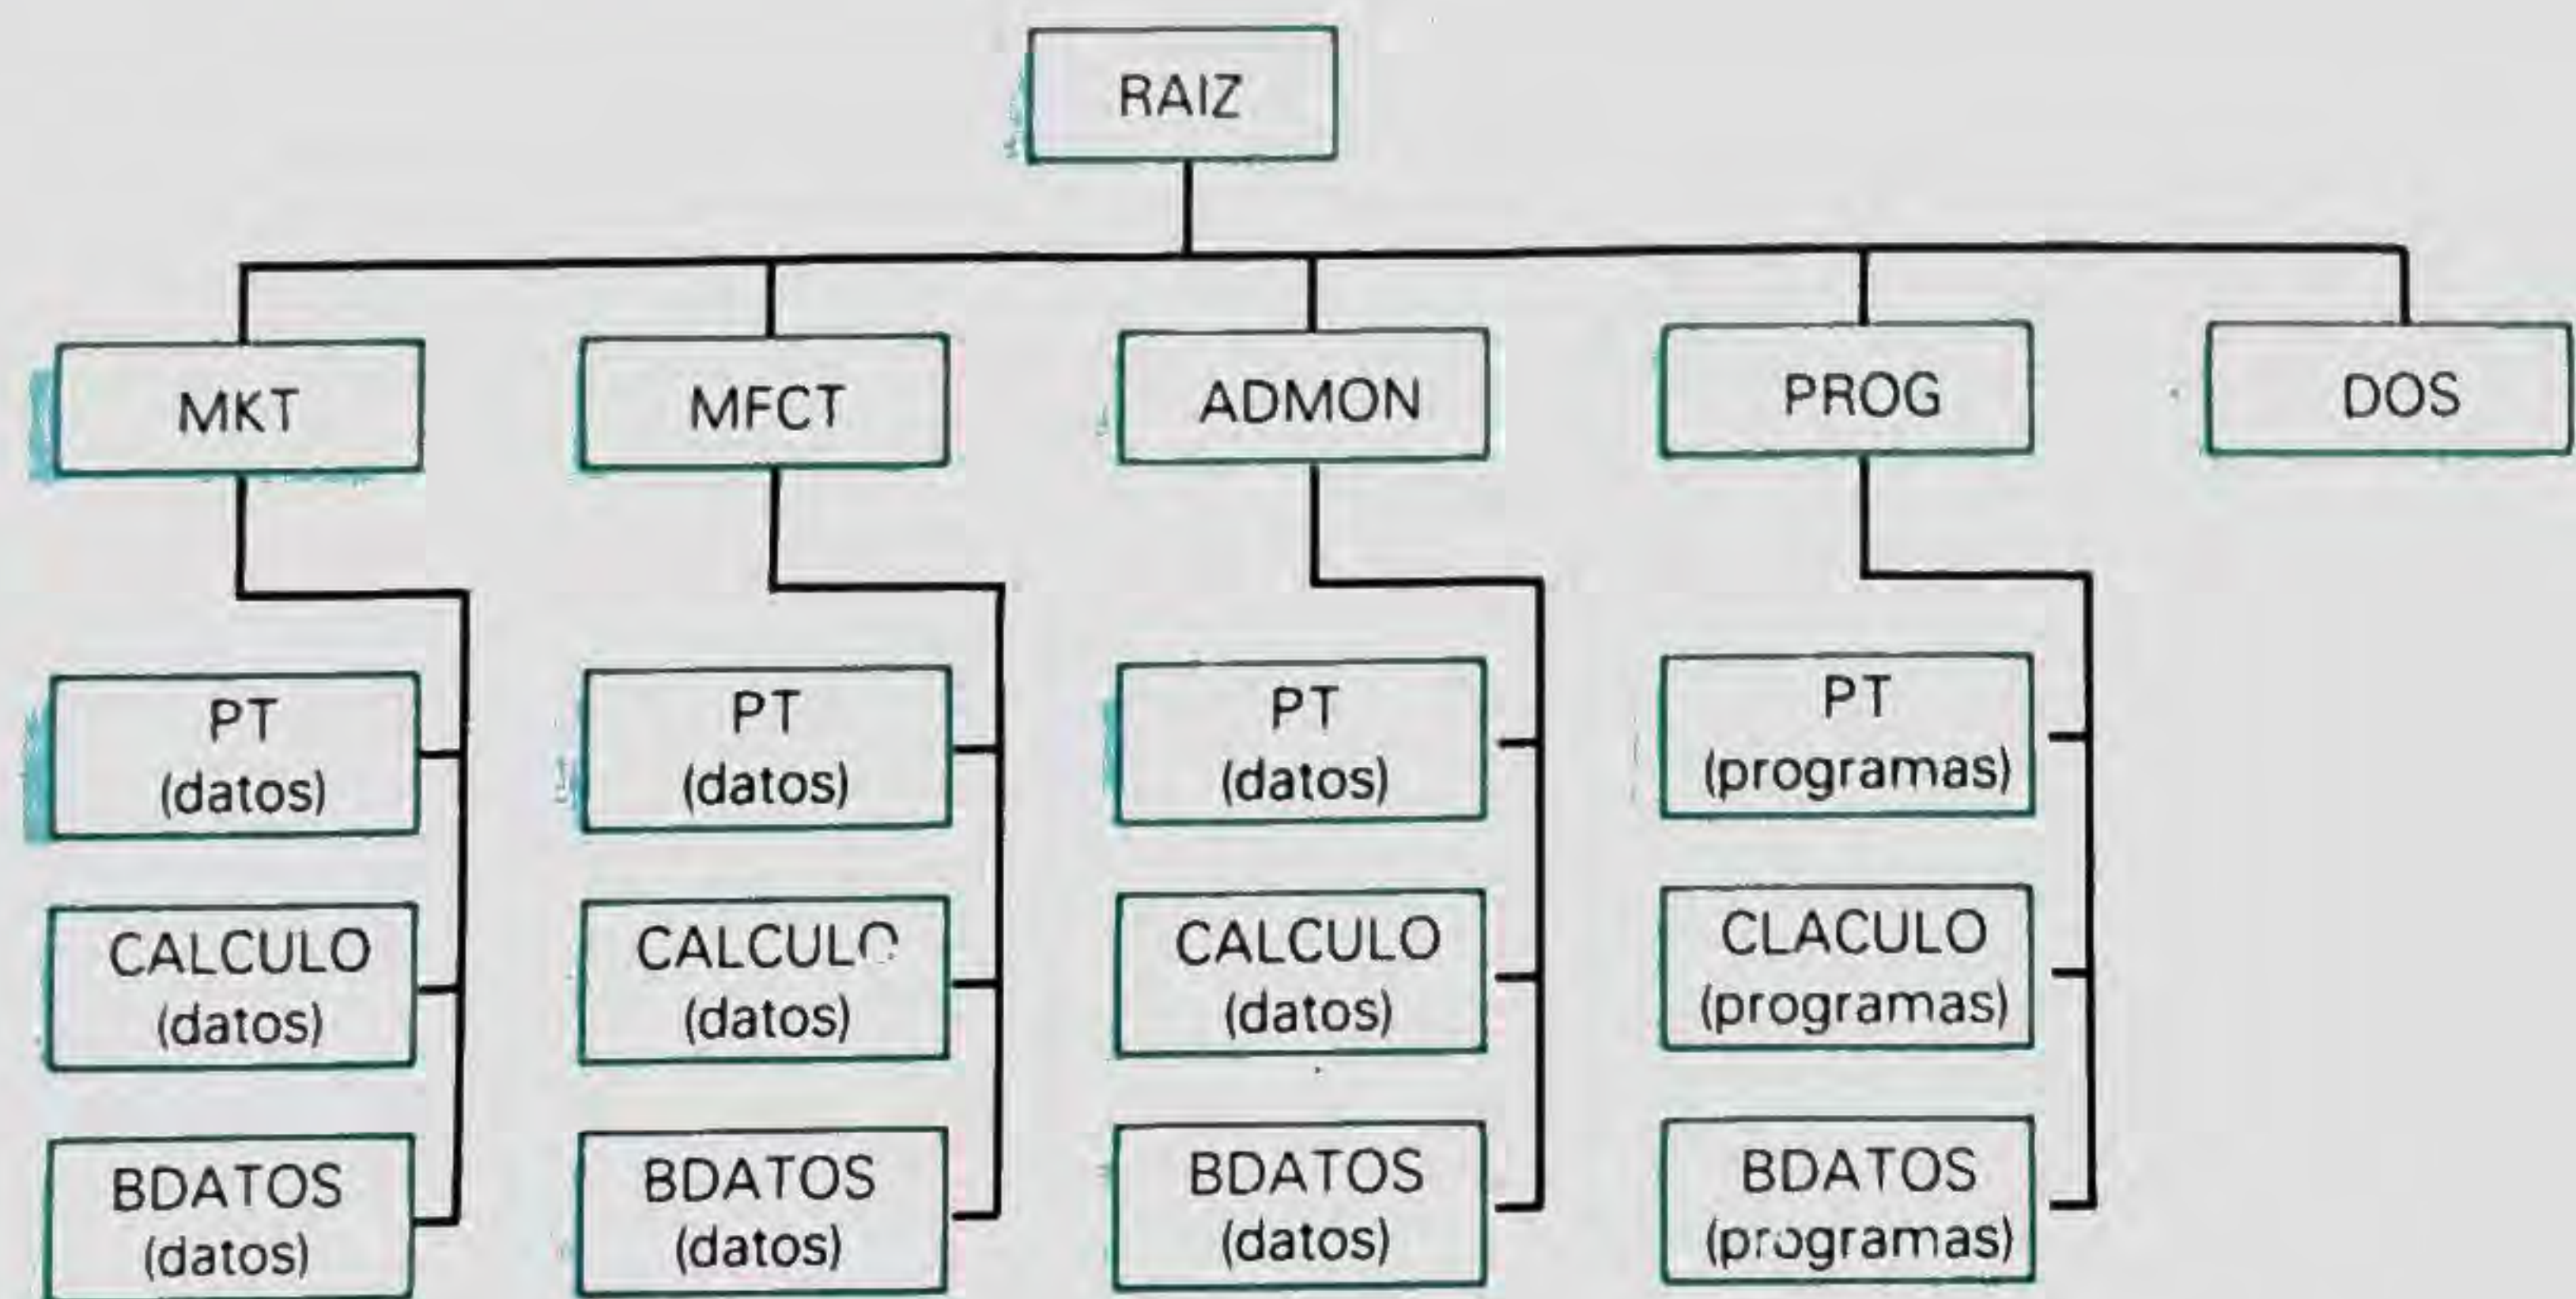 RAIZ
MKT
MFCT
ADMON
PROG
DOS
PT
(datos)
PT
(datos)
PT
(datos)
PT
(programas)
CALCULO
(datos)
CALCULO
(datos)
CALCULO
(datos)
CLACULO
(programas)
BDATOS
(datos)
BDATOS
(datos)
BDATOS
(datos)
BDATOS
(programas)